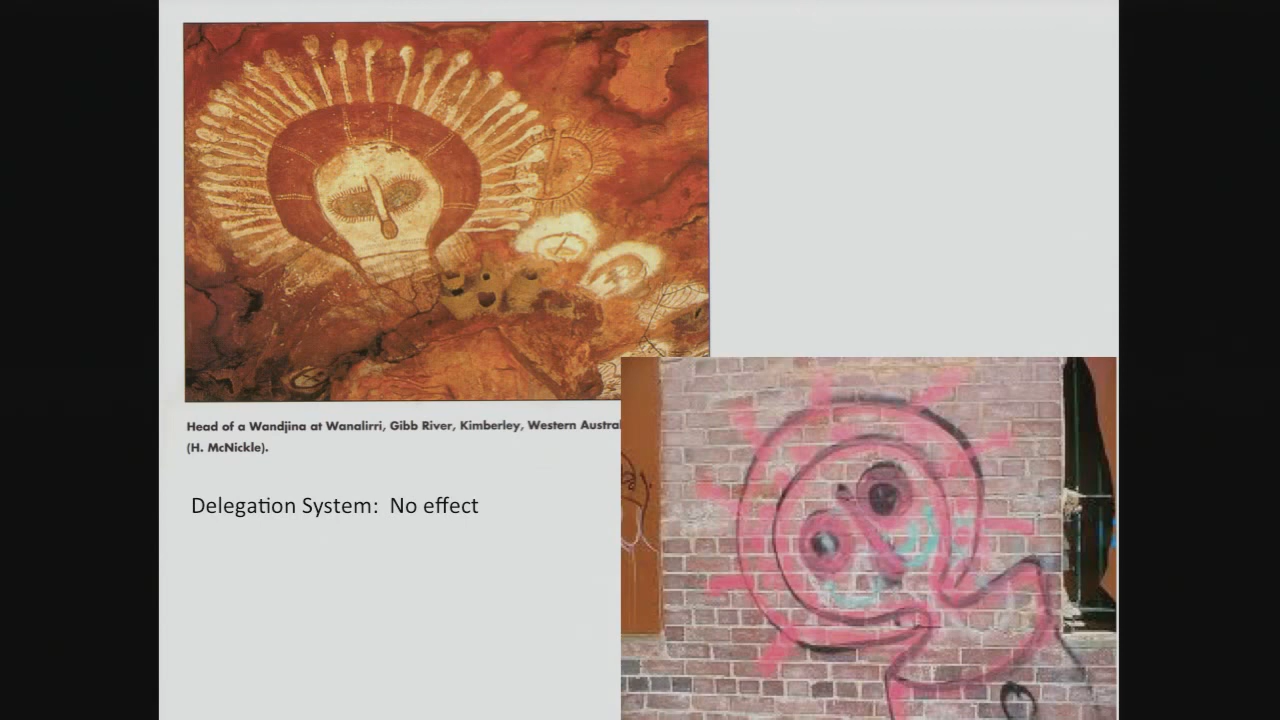 Head of a Wandjina at Wanalirri, Gibb River, Kimberley, Western Austral
(H. McNickle).
Delegation System: No effect